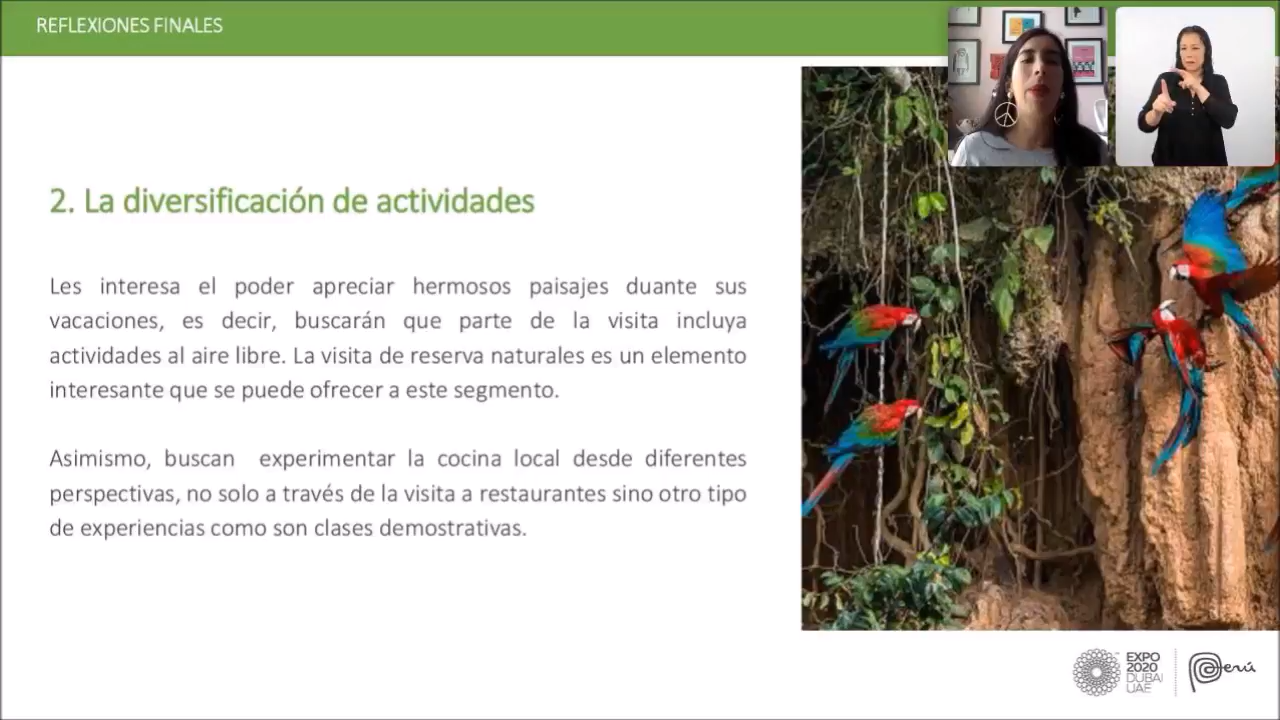 REFLEXIONES FINALES
2. La diversificación de actividades
Les interesa el poder apreciar hermosos paisajes duante sus
vacaciones, es decir, buscarán que parte de la visita incluya
actividades al aire libre. La visita de reserva naturales es un elemento
interesante que se puede ofrecer a este segmento.
Asimismo, buscan experimentar la cocina local desde diferentes
perspectivas, no solo a través de la visita a restaurantes sino otro tipo
de experiencias como son clases demostrativas.
EXPO
2020
DUBAI
UAE
Perú